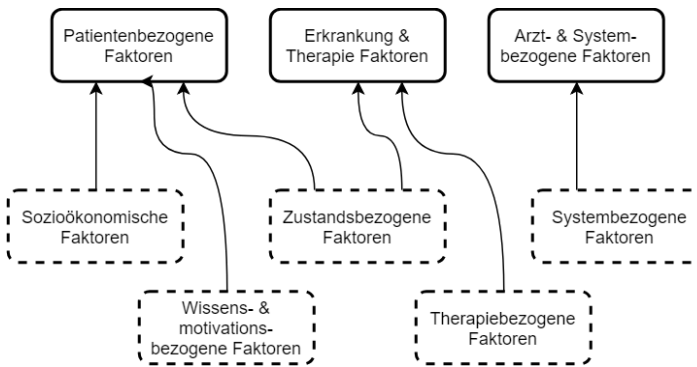 Patientenbezogene
Faktoren
Erkrankung &
Therapie Faktoren
Arzt- & System-
bezogene Faktoren
Sozioökonomische
Faktoren
Zustandsbezogene
Faktoren
Systembezogene
Faktoren
Wissens- &
motivations-
bezogene Faktoren
Therapiebezogene
Faktoren